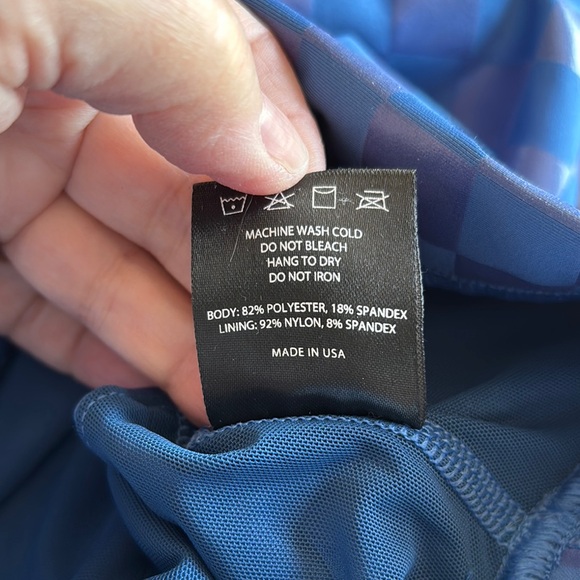 MACHINE WASH COLD
DO NOT BLEACH
HANG TO DRY
DO NOT IRON
BODY: 82% POLYESTER, 18% SPANDEX
LINING: 92% NYLON, 8% SPANDEX
MADE IN USA